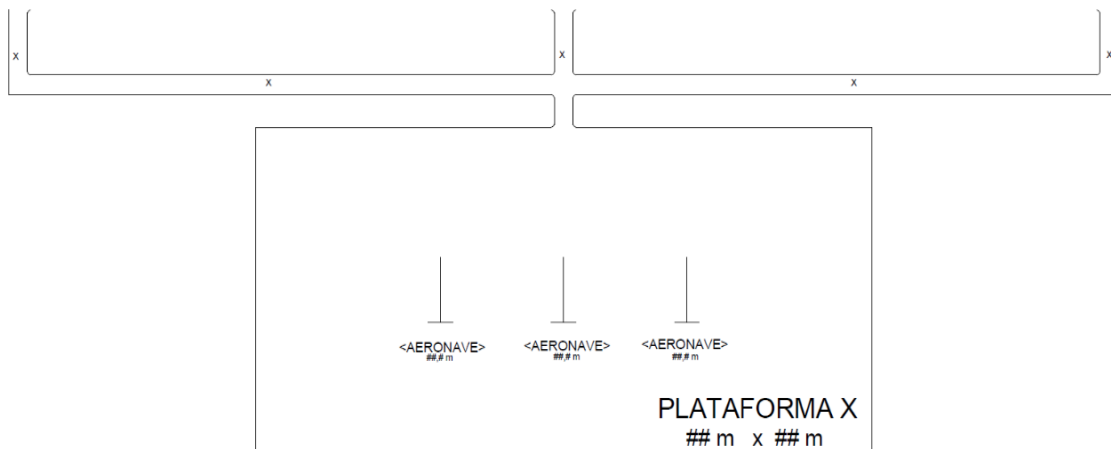 x
x
x
x
x
<AERONAVE>
##,# m
<AERONAVE>
##,# m
<AERONAVE>
##,# m
PLATAFORMA X
## m x ## m